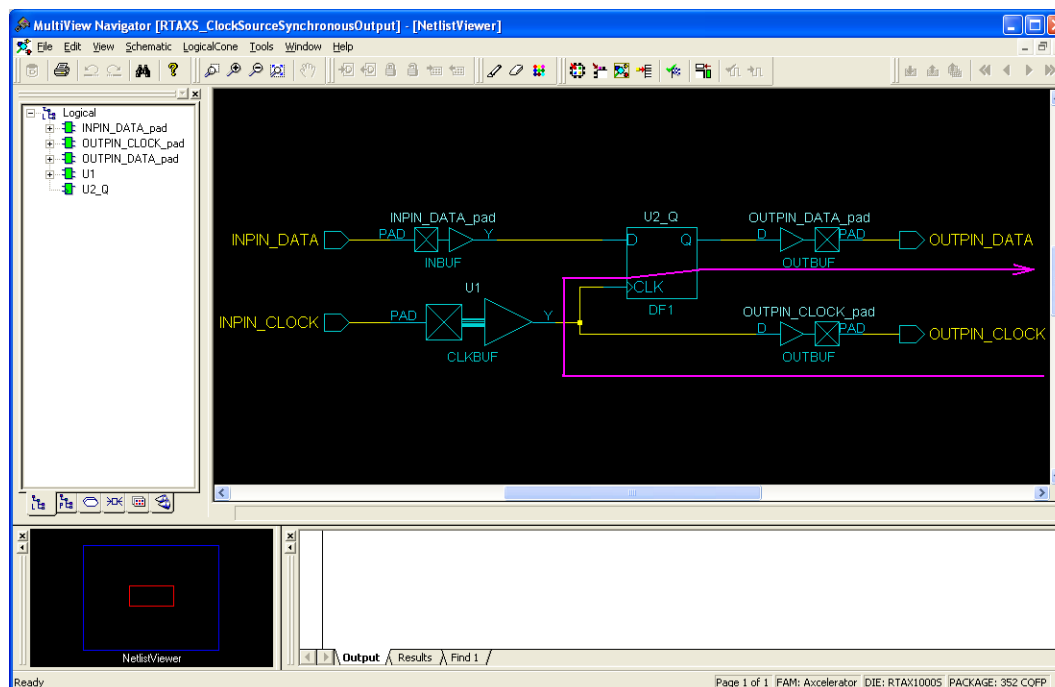 MultiView Navigator [RTAXS_ClockSourceSynchronousOutput] - [NetlistViewer]
File Edit View Schematic LogicalCone Tools Window Help
Logical
INPIN_DATA_pad
OUTPIN_CLOCK_pad
OUTPIN_DATA_pad
U1
U2_Q
INPIN_DATA_pad U2_Q OUTPIN_DATA_pad
INPIN_DATA PAD Y D Q D PAD OUTPIN_DATA
INBUF OUTBUF
U1 CLK
DF1 OUTPIN_CLOCK_pad
INPIN_CLOCK PAD Y D PAD OUTPIN_CLOCK
CLKBUF OUTBUF
NetlistViewer
Output Results Find 1
Ready Page 1 of 1 FAM: Axcelerator DIE: RTAX1000S PACKAGE: 352 CQFP